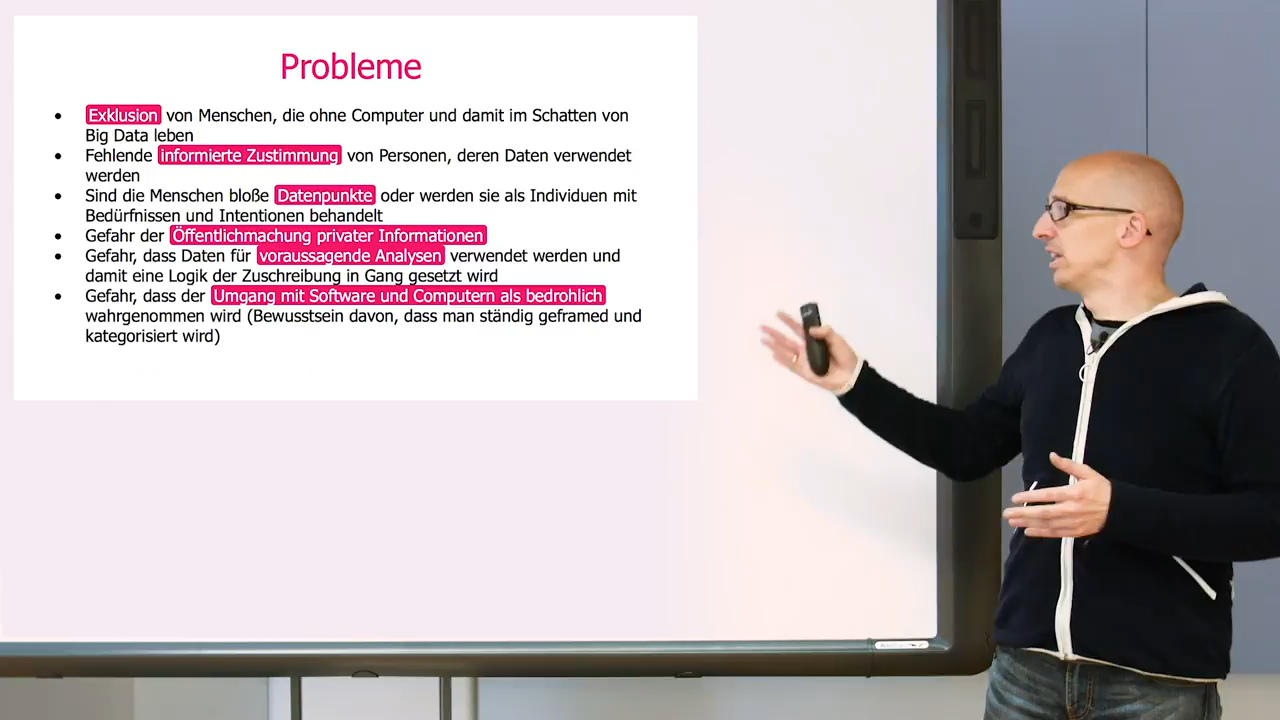 Probleme
• Exklusion von Menschen, die ohne Computer und damit im Schatten von
Big Data leben
• Fehlende informierte Zustimmung von Personen, deren Daten verwendet
werden
• Sind die Menschen bloße Datenpunkte oder werden sie als Individuen mit
Bedürfnissen und Intentionen behandelt
• Gefahr der Öffentlichmachung privater Informationen
• Gefahr, dass Daten für voraussagende Analysen verwendet werden und
damit eine Logik der Zuschreibung in Gang gesetzt wird
• Gefahr, dass der Umgang mit Software und Computern als bedrohlich
wahrgenommen wird (Bewusstsein davon, dass man ständig geframed und
kategorisiert wird)